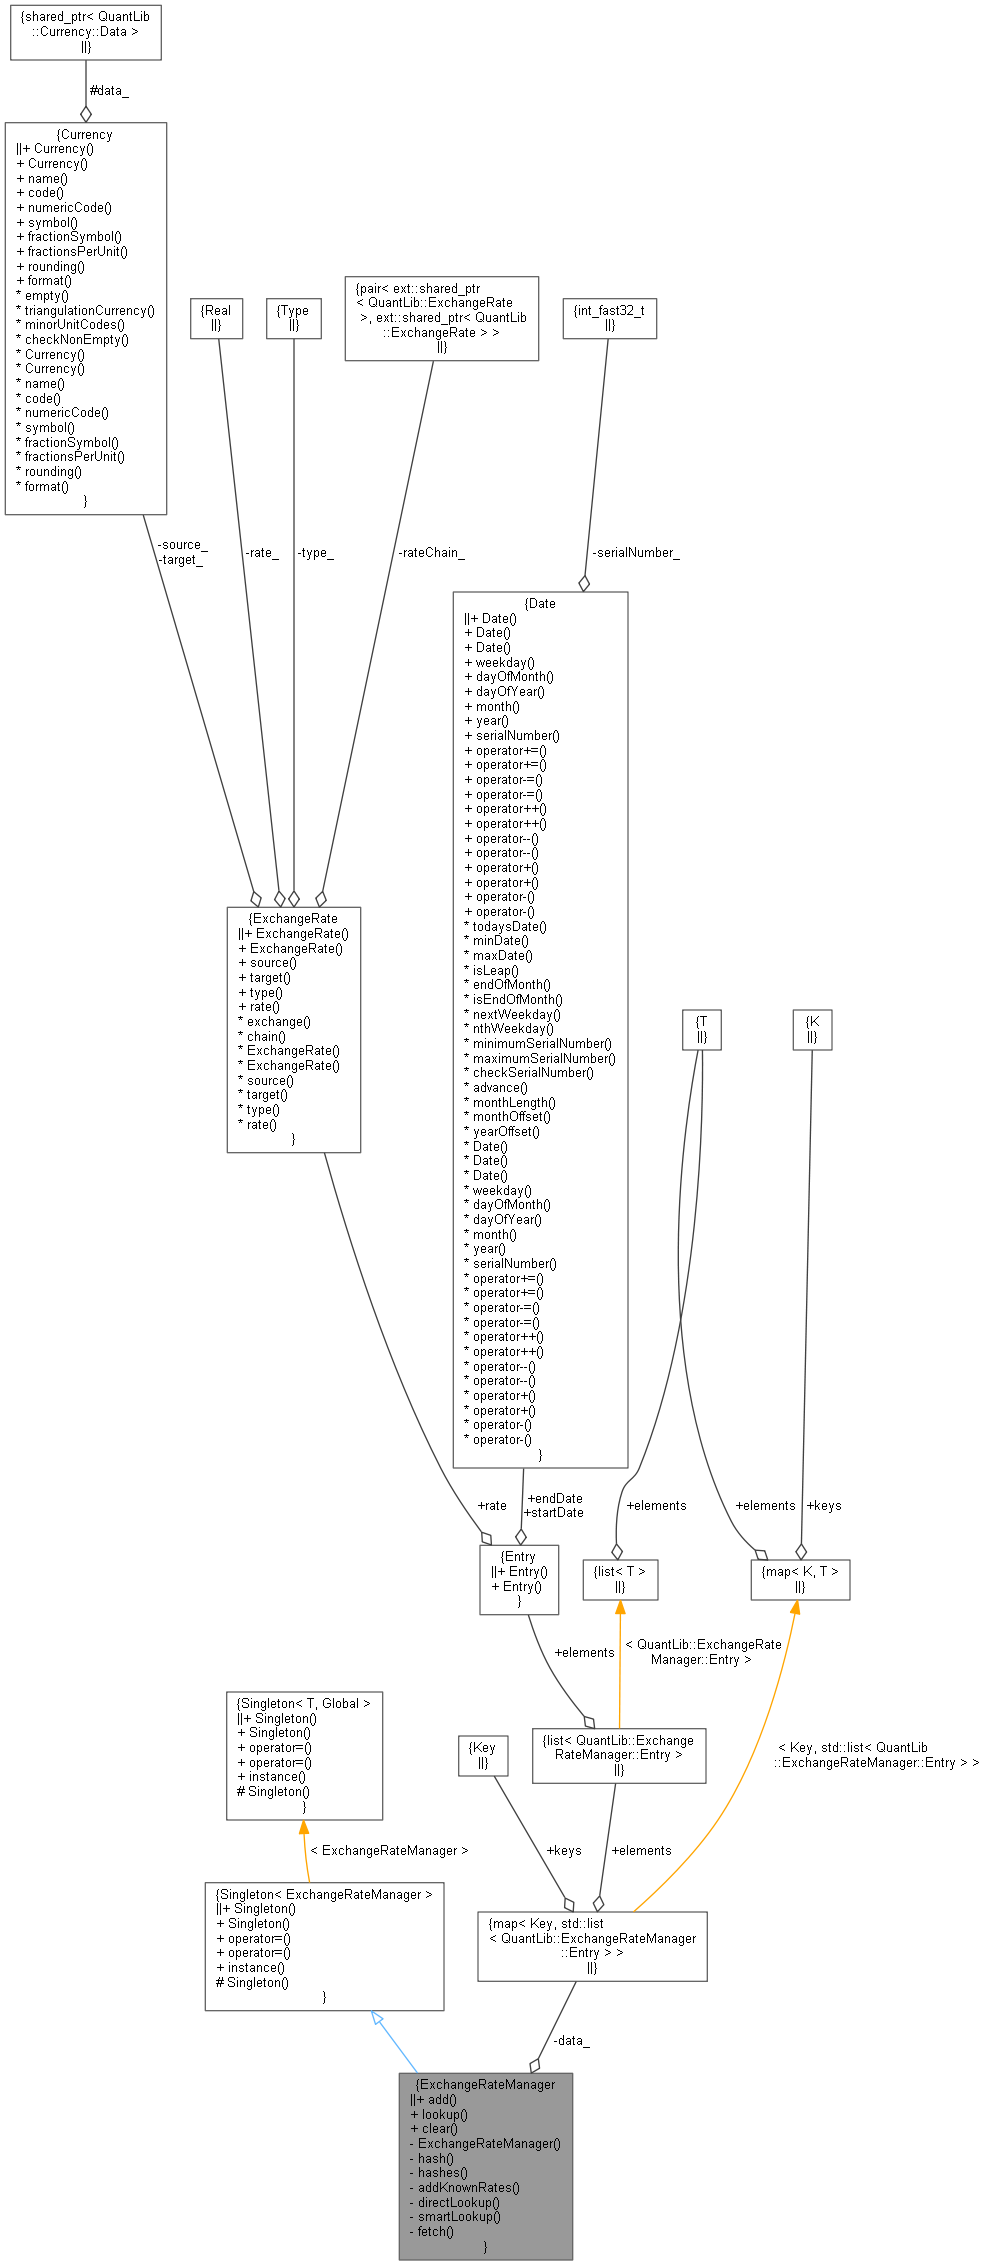 {shared_ptr< QuantLib
::Currency::Data >
||}
#data_
{Currency
||+ Currency()
+ Currency()
+ name()
+ code()
+ numericCode()
+ symbol()
+ fractionSymbol()
+ fractionsPerUnit()
+ rounding()
+ format()
* empty()
* triangulationCurrency()
* minorUnitCodes()
* checkNonEmpty()
* Currency()
* Currency()
* name()
* code()
* numericCode()
* symbol()
* fractionSymbol()
* fractionsPerUnit()
* rounding()
* format()
}
{Real
||}
{Type
||}
{pair< ext::shared_ptr
< QuantLib::ExchangeRate
>, ext::shared_ptr< QuantLib
::ExchangeRate > >
||}
{int_fast32_t
||}
-source_
-target_
-rate_
-type_
-rateChain_
-serialNumber_
{Date
||+ Date()
+ Date()
+ Date()
+ weekday()
+ dayOfMonth()
+ dayOfYear()
+ month()
+ year()
+ serialNumber()
+ operator+=()
+ operator+=()
+ operator-=()
+ operator-=()
+ operator++()
+ operator++()
+ operator--()
+ operator--()
+ operator+()
+ operator+()
+ operator-()
+ operator-()
* todaysDate()
* minDate()
* maxDate()
* isLeap()
* endOfMonth()
* isEndOfMonth()
* nextWeekday()
* nthWeekday()
* minimumSerialNumber()
* maximumSerialNumber()
* checkSerialNumber()
* advance()
* monthLength()
* monthOffset()
* yearOffset()
* Date()
* Date()
* Date()
* weekday()
* dayOfMonth()
* dayOfYear()
* month()
* year()
* serialNumber()
* operator+=()
* operator+=()
* operator-=()
* operator-=()
* operator++()
* operator++()
* operator--()
* operator--()
* operator+()
* operator+()
* operator-()
* operator-()
}
{ExchangeRate
||+ ExchangeRate()
+ ExchangeRate()
+ source()
+ target()
+ type()
+ rate()
* exchange()
* chain()
* ExchangeRate()
* ExchangeRate()
* source()
* target()
* type()
* rate()
}
{T
||}
{K
||}
+rate
+endDate
+startDate
+elements
+elements
+keys
{Entry
||+ Entry()
+ Entry()
}
{list< T >
||}
{map< K, T >
||}
+elements
< QuantLib::ExchangeRate
Manager::Entry >
{Singleton< T, Global >
||+ Singleton()
+ Singleton()
+ operator=()
+ operator=()
+ instance()
# Singleton()
}
{Key
||}
{list< QuantLib::Exchange
RateManager::Entry >
||}
< Key, std::list< QuantLib
::ExchangeRateManager::Entry > >
< ExchangeRateManager >
+keys
+elements
{Singleton< ExchangeRateManager >
||+ Singleton()
+ Singleton()
+ operator=()
+ operator=()
+ instance()
# Singleton()
}
{map< Key, std::list
< QuantLib::ExchangeRateManager
::Entry > >
||}
-data_
{ExchangeRateManager
||+ add()
+ lookup()
+ clear()
- ExchangeRateManager()
- hash()
- hashes()
- addKnownRates()
- directLookup()
- smartLookup()
- fetch()
}